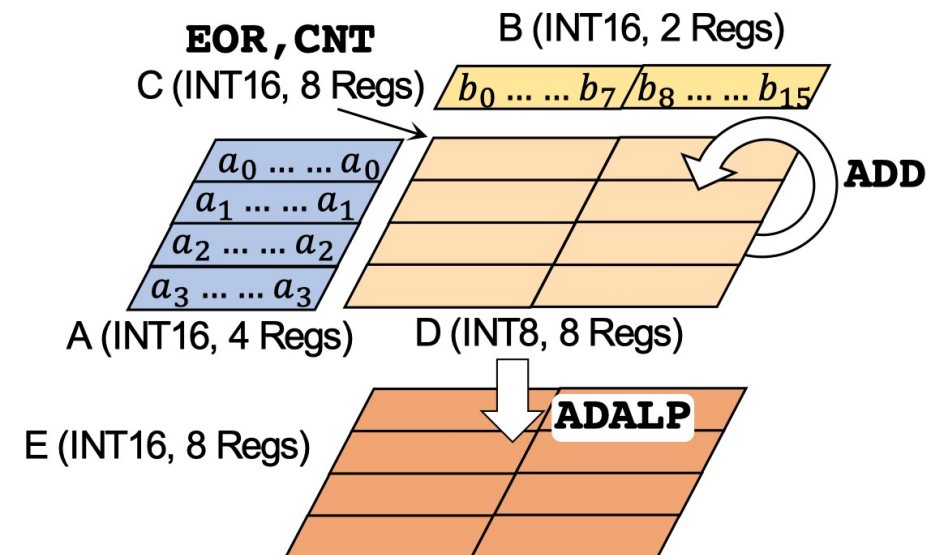 EOR,CNT
C (INT16, 8 Regs)
B (INT16, 2 Regs)
b₀ ... ... b₇ b₈ ... ... b₁₅
a₀ ... ... a₀
a₁ ... ... a₁
a₂ ... ... a₂
a₃ ... ... a₃
ADD
A (INT16, 4 Regs)
D (INT8, 8 Regs)
ADALP
E (INT16, 8 Regs)